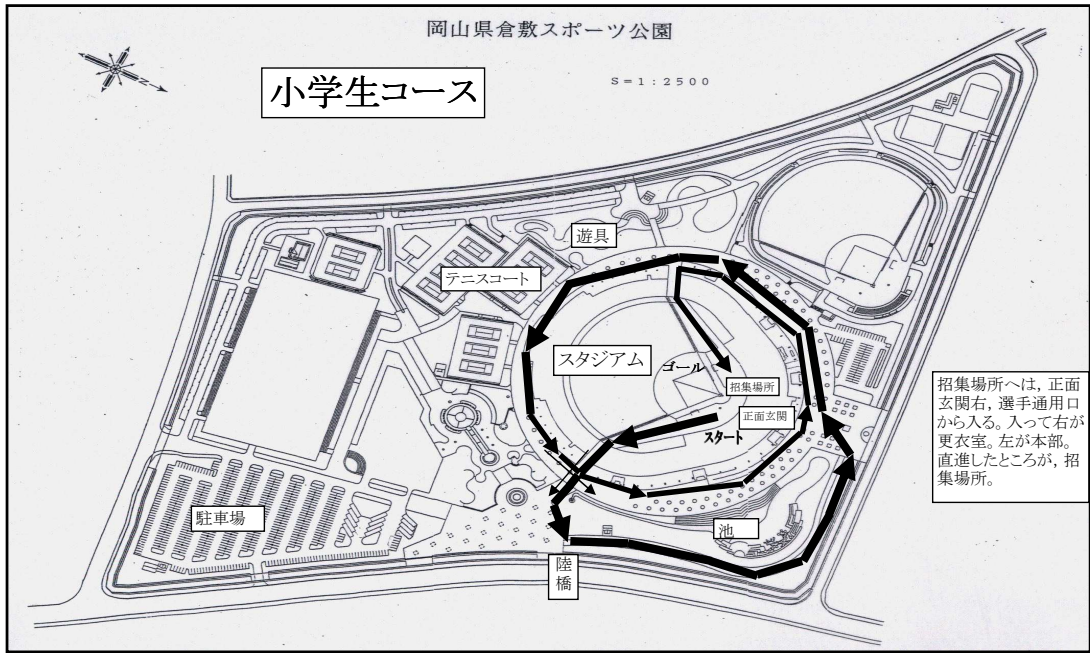 岡山県倉敷スポーツ公園
S=1:2500
小学生コース
N
遊具
テニスコート
スタジアム
ゴール
招集場所
正面玄関
スタート
招集場所へは，正面
玄関右，選手通用口
から入る。入って右が
更衣室。左が本部。
直進したところが，招
集場所。
駐車場
池
陸
橋